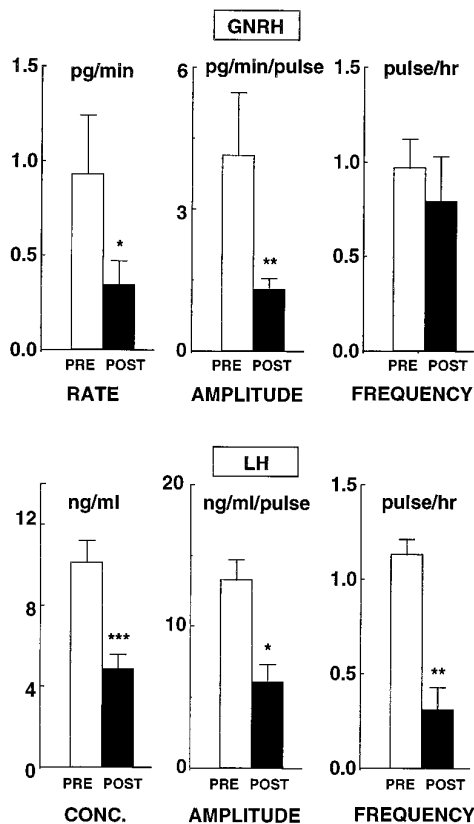 GNRH
pg/min pg/min/pulse pulse/hr
1.5 6 1.5
1.0 1.0
3
0.5 * ** 0.5
0.0 0 0.0
PRE POST PRE POST PRE POST
RATE AMPLITUDE FREQUENCY
LH
ng/ml ng/ml/pulse pulse/hr
12 20 1.5
8 1.0
*** 10 *
4 0.5 **
0 0 0.0
PRE POST PRE POST PRE POST
CONC. AMPLITUDE FREQUENCY